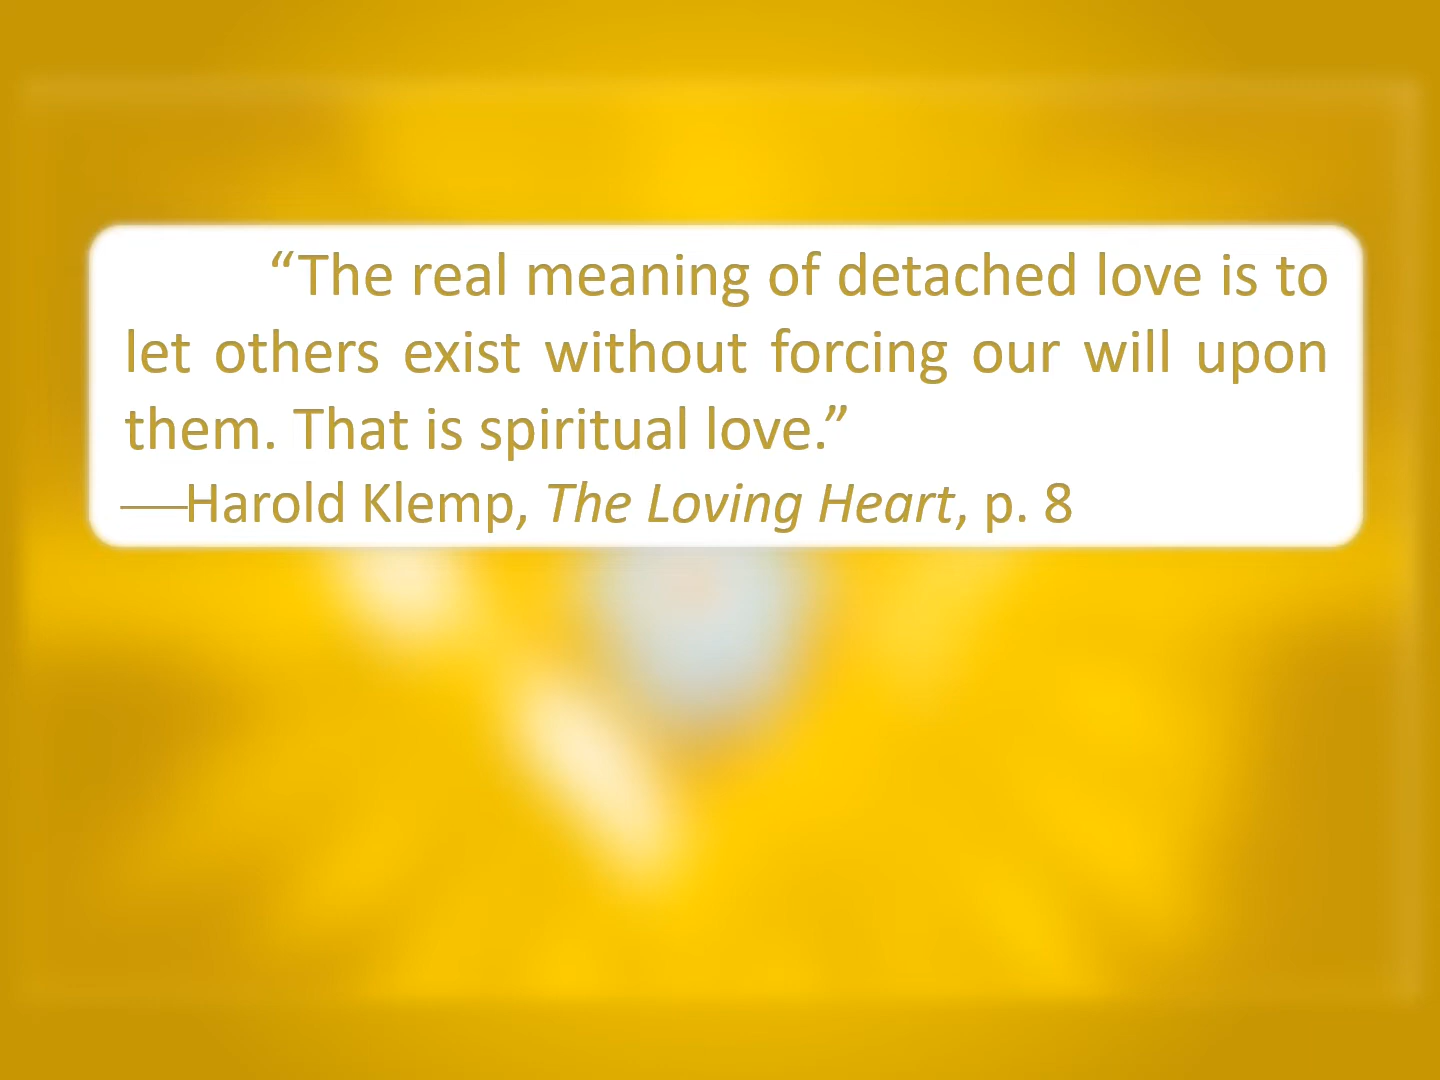 “The real meaning of detached love is to
let others exist without forcing our will upon
them. That is spiritual love.”
—Harold Klemp, The Loving Heart, p. 8